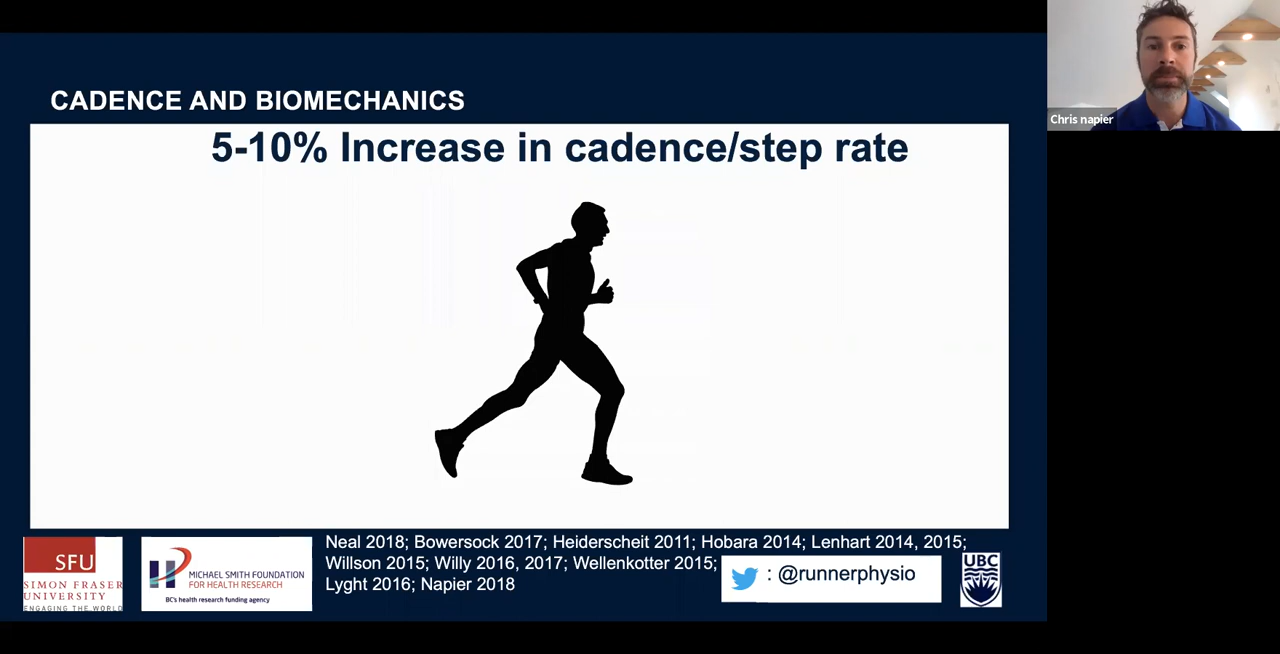 CADENCE AND BIOMECHANICS
5-10% Increase in cadence/step rate
Chris napier
SFU
SIMON FRASER
UNIVERSITY
ENGAGING THE WORLD
MICHAEL SMITH FOUNDATION
FOR HEALTH RESEARCH
BC's health research funding agency
Neal 2018; Bowersock 2017; Heiderscheit 2011; Hobara 2014; Lenhart 2014, 2015;
Willson 2015; Willy 2016, 2017; Wellenkotter 2015;
Lyght 2016; Napier 2018
: @runnerphysio
UBC